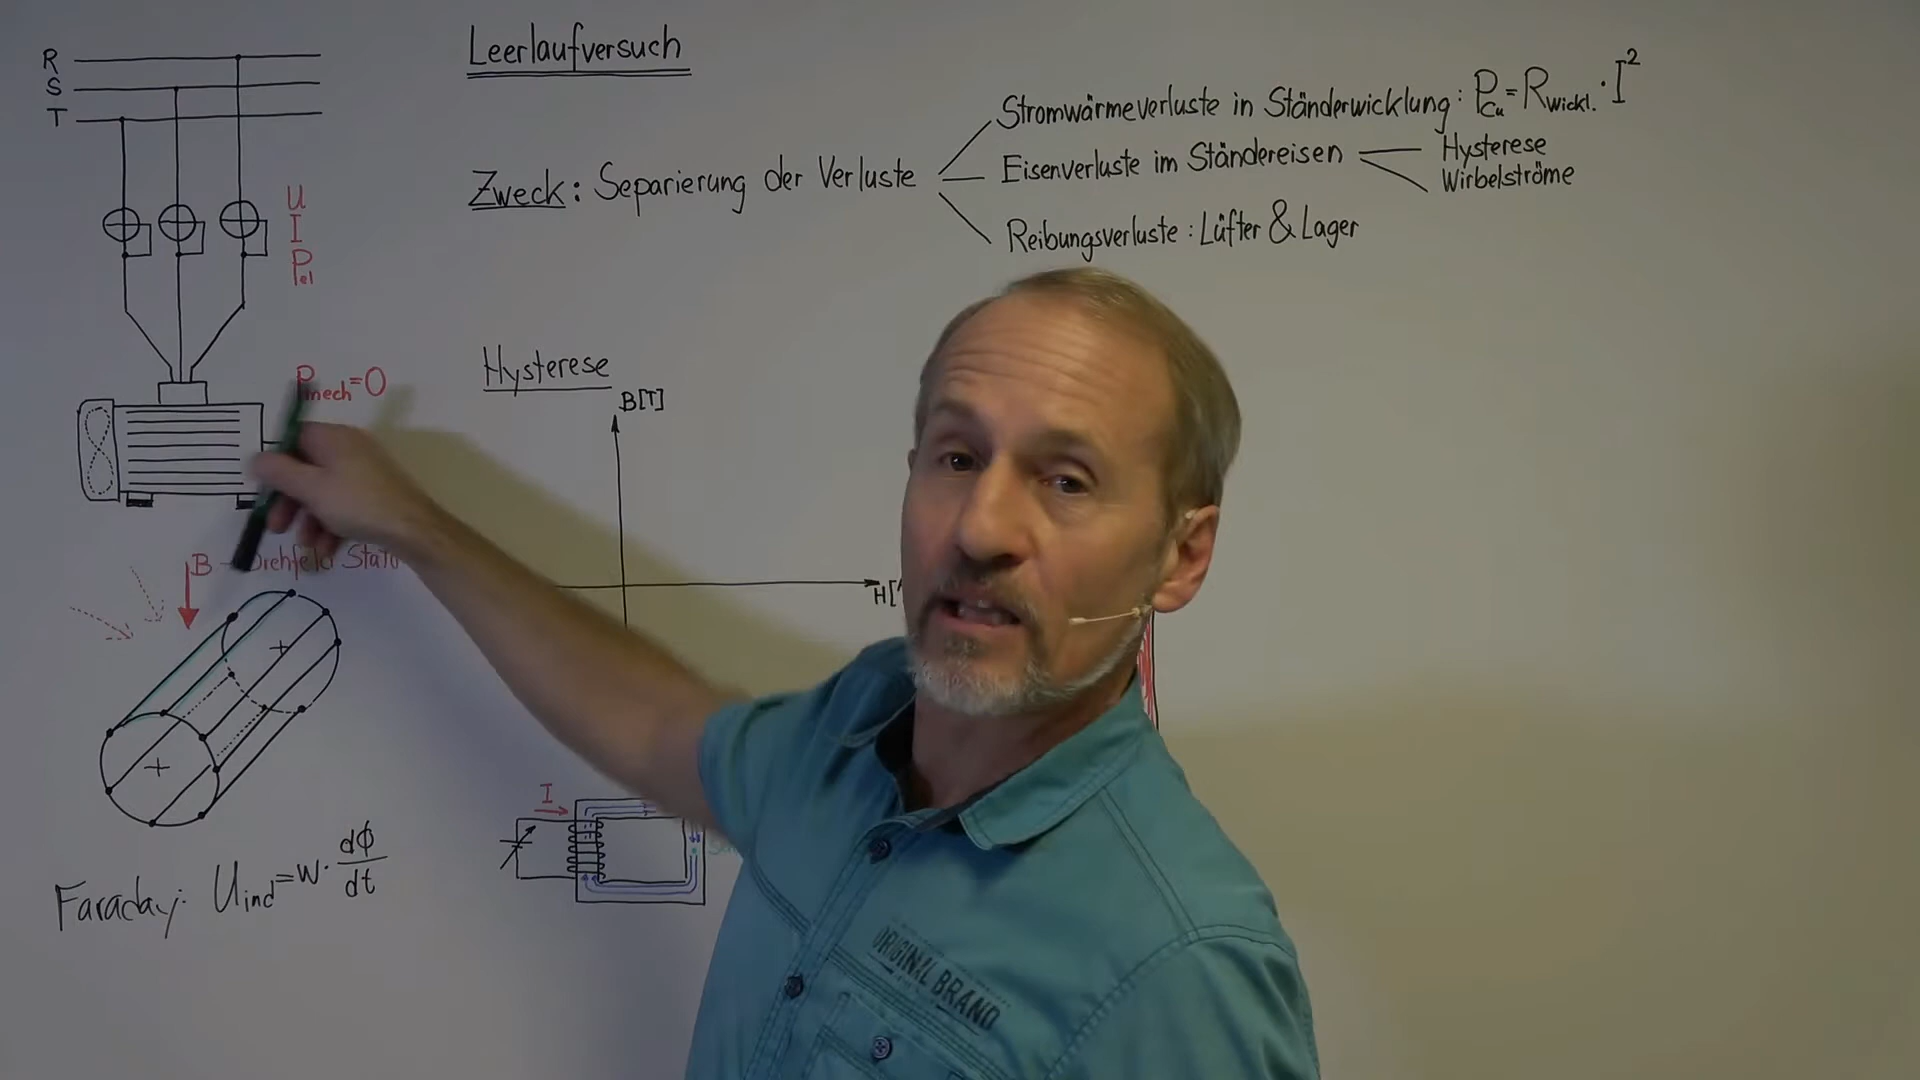 R
S
T
U
I
Pel
Pmech=0
B - Drehfeld
Faraday: Uind=w·dΦ/dt
Leerlaufversuch
Zweck: Separierung der Verluste
Stromwärmeverluste in Ständerwicklung: PCu=Rwickl.·I²
Eisenverluste im Ständereisen
Hysterese
Wirbelströme
Reibungsverluste: Lüfter & Lager
Hysterese
B[T]
H[
I
ORIGINAL BRAND